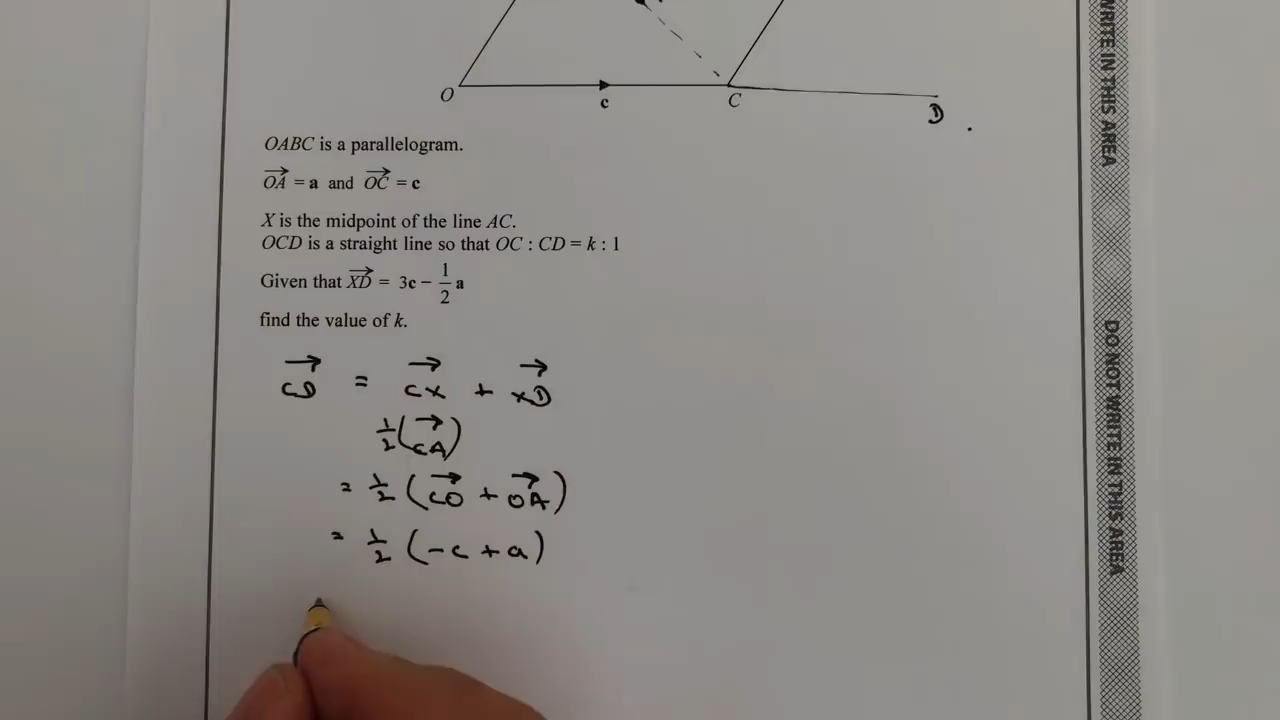 O
c
C
D
OABC is a parallelogram.
→OA = a and →OC = c
X is the midpoint of the line AC.
OCD is a straight line so that OC : CD = k : 1
Given that →XD = 3c − 1/2 a
find the value of k.
→CD = →CX + →XD
1/2 (→CA)
= 1/2 (→CO + →OA)
= 1/2 (-c + a)
WRITE IN THIS AREA
DO NOT WRITE IN THIS AREA